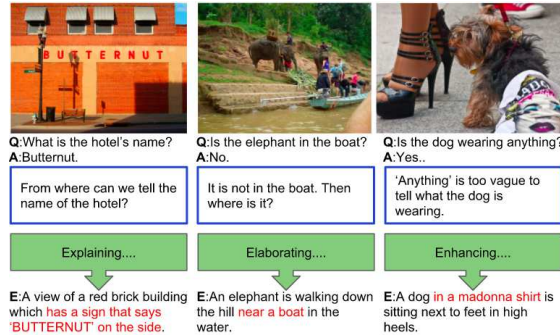 BUTTERNUT
Q:What is the hotel's name?
A:Butternut.
From where can we tell the
name of the hotel?
Explaining....
E:A view of a red brick building
which has a sign that says
'BUTTERNUT' on the side.
Q:Is the elephant in the boat?
A:No.
It is not in the boat. Then
where is it?
Elaborating....
E:An elephant is walking down
the hill near a boat in the
water.
Q:Is the dog wearing anything?
A:Yes..
'Anything' is too vague to
tell what the dog is
wearing.
Enhancing....
E:A dog in a madonna shirt is
sitting next to feet in high
heels.